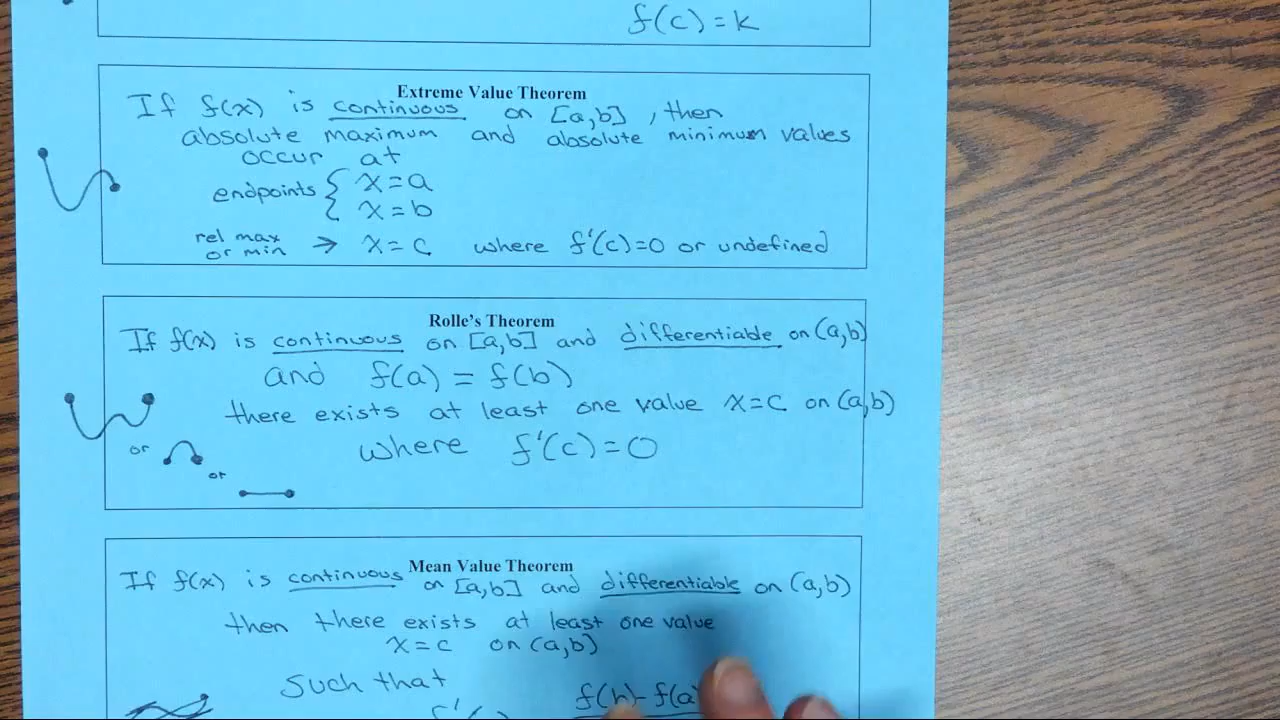 f(c)=k
Extreme Value Theorem
If f(x) is continuous on [a,b], then
absolute maximum and absolute minimum values
occur at
endpoints { x=a
x=b
rel max
or min → x=c where f'(c)=0 or undefined
Rolle's Theorem
If f(x) is continuous on [a,b] and differentiable on (a,b)
and f(a) = f(b)
there exists at least one value x=c on (a,b)
or
where f'(c)=0
or
Mean Value Theorem
If f(x) is continuous on [a,b] and differentiable on (a,b)
then there exists at least one value
x=c on (a,b)
Such that
f(b)-f(a)
f'(